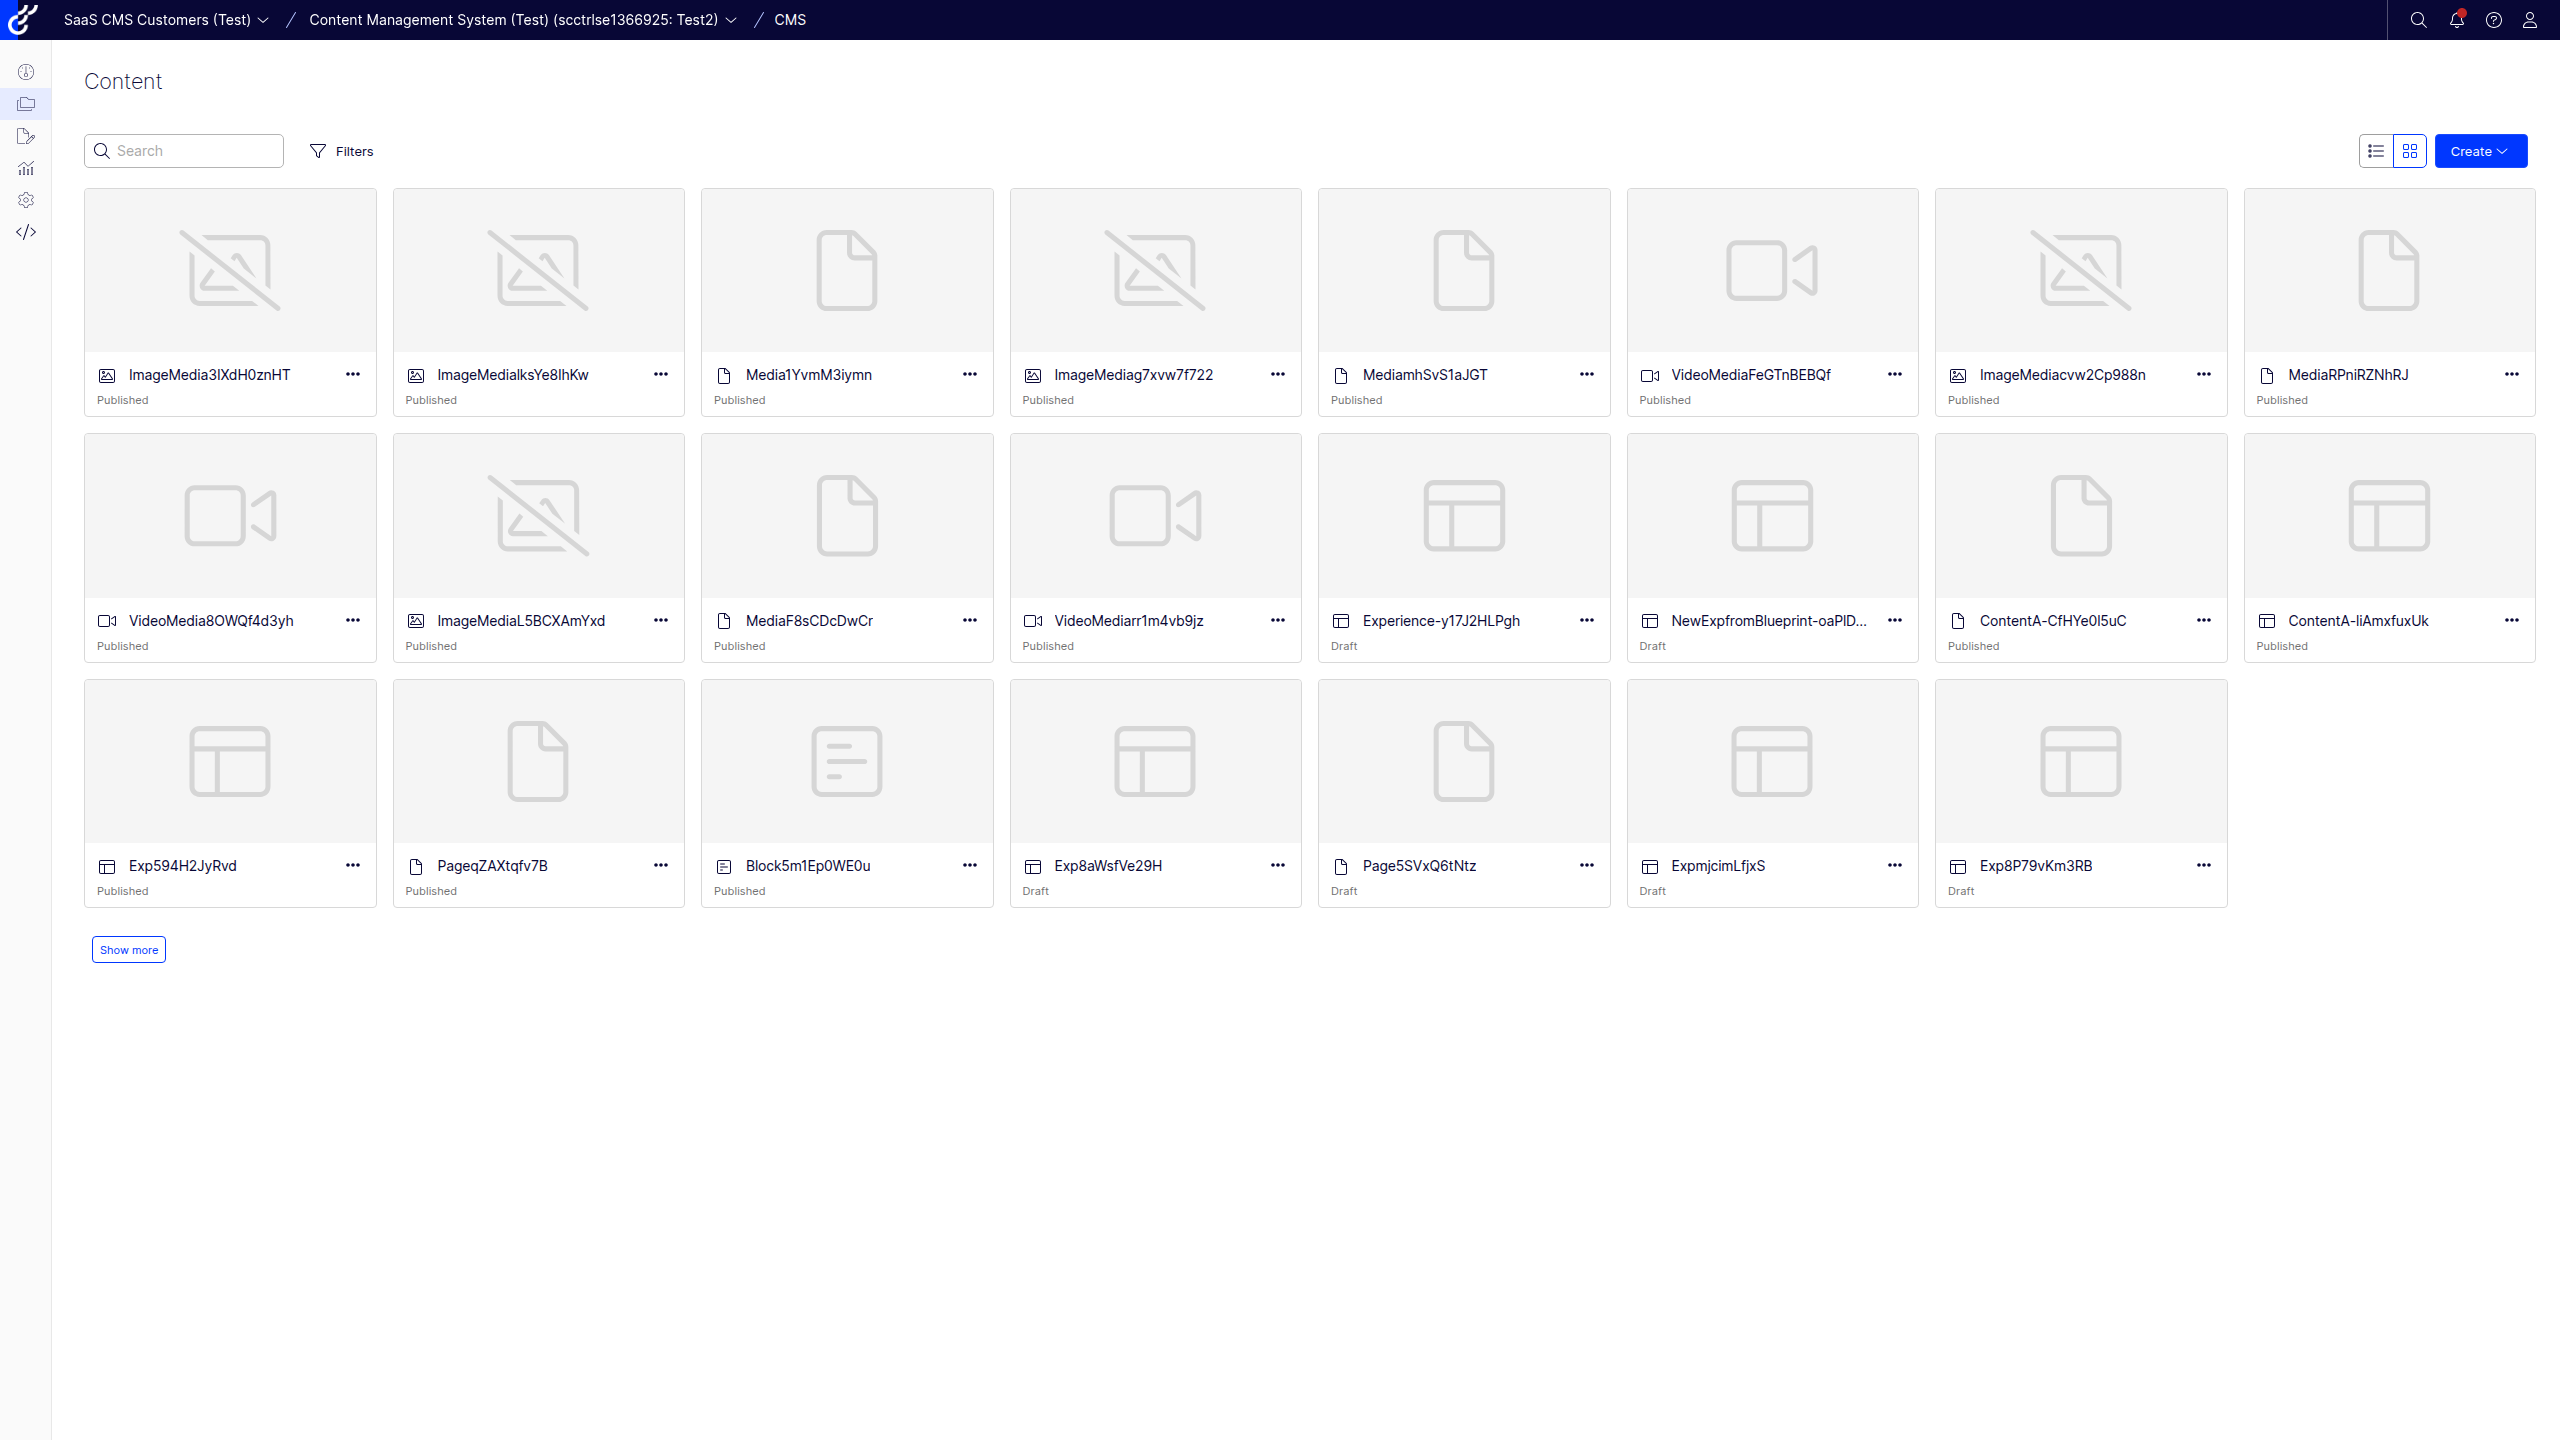 SaaS CMS Customers (Test) / Content Management System (Test) (scctrlse1366925: Test2) / CMS
Content
Search Filters Create
ImageMedia3IXdH0znHT ImageMedialksYe8IhKw Media1YvmM3iymn ImageMediag7xvw7f722 MediamhSvS1aJGT VideoMediaFeGTnBEBQf ImageMediacvw2Cp988n MediaRPniRZNhRJ
Published Published Published Published Published Published Published Published
VideoMedia8OWQf4d3yh ImageMediaL5BCXAmYxd MediaF8sCDcDwCr VideoMediarr1m4vb9jz Experience-y17J2HLPgh NewExpfromBlueprint-oaPlD... ContentA-CfHYe0I5uC ContentA-liAmxfuxUk
Published Published Published Published Draft Draft Published Published
Exp594H2JyRvd PageqZAXtqfv7B Block5m1Ep0WE0u Exp8aWsfVe29H Page5SVxQ6tNtz ExpmjcimLfjxS Exp8P79vKm3RB
Published Published Published Draft Draft Draft Draft
Show more